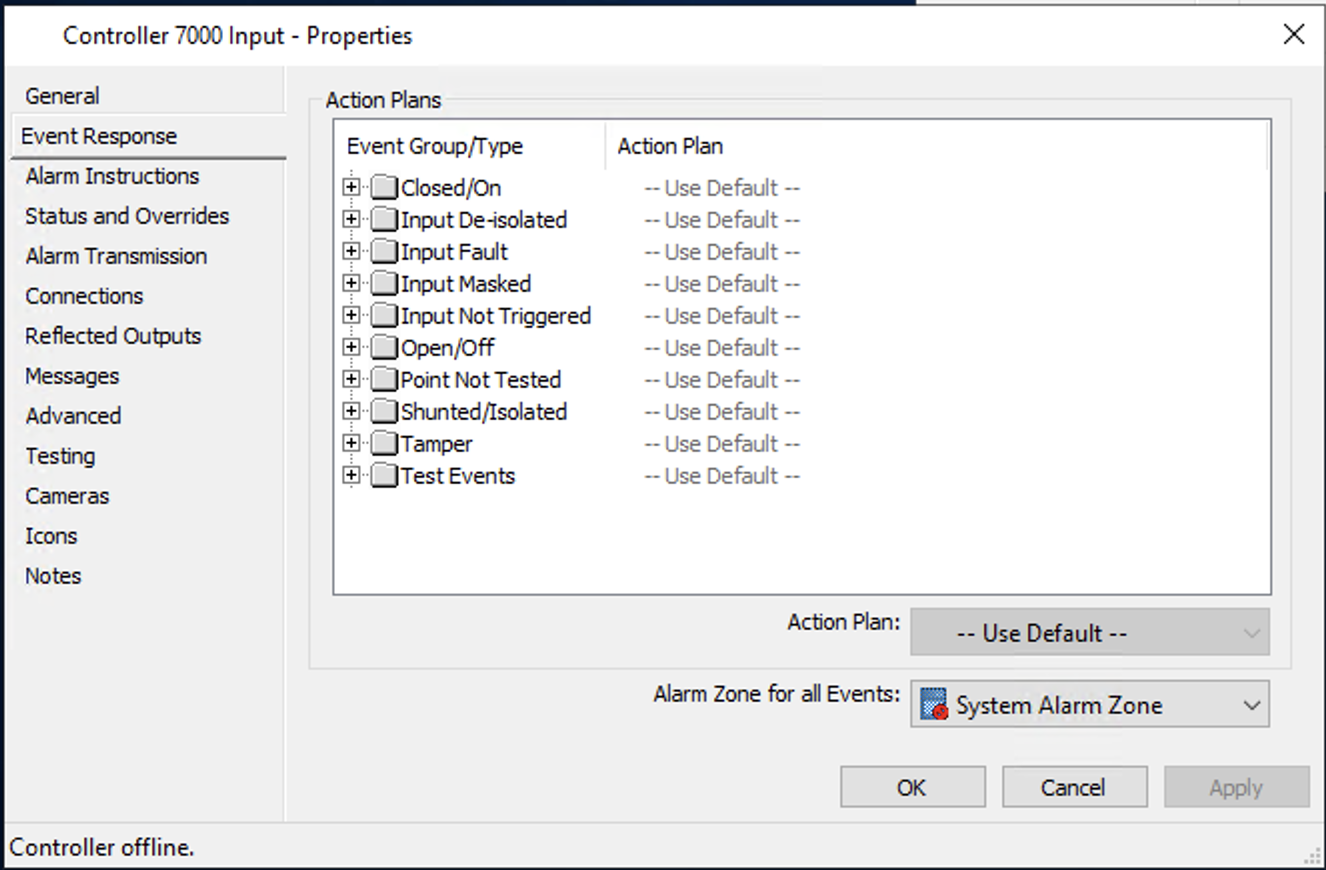 Controller 7000 Input - Properties
General
Event Response
Alarm Instructions
Status and Overrides
Alarm Transmission
Connections
Reflected Outputs
Messages
Advanced
Testing
Cameras
Icons
Notes
Action Plans
Event Group/Type Action Plan
Closed/On -- Use Default --
Input De-isolated -- Use Default --
Input Fault -- Use Default --
Input Masked -- Use Default --
Input Not Triggered -- Use Default --
Open/Off -- Use Default --
Point Not Tested -- Use Default --
Shunted/Isolated -- Use Default --
Tamper -- Use Default --
Test Events -- Use Default --
Action Plan: -- Use Default --
Alarm Zone for all Events: System Alarm Zone
OK Cancel Apply
Controller offline.